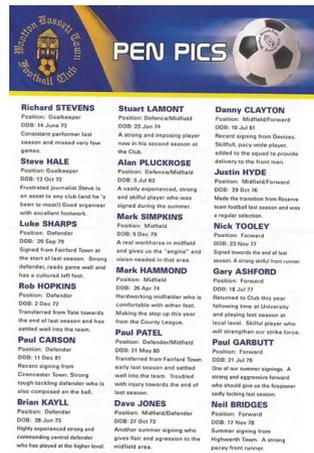 Wootton Bassett Town
Football Club
PEN PICS
Richard STEVENS
Position: Goalkeeper
DOB: 14 June 73
Consistent performer last
season and missed very few
games.
Steve HALE
Position: Goalkeeper
DOB: 12 Oct 72
Frustrated journalist Steve is
an asset to any club (and he 's
been to most!) Good organiser
with excellent footwork.
Luke SHARPS
Position: Defender
DOB: 29 Sep 79
Signed from Fairford Town at
the start of last season. Strong
defender, reads game well and
has a cultured left foot.
Rob HOPKINS
Position: Defender
DOB: 2 Dec 72
Transferred from Yate towards
the end of last season and has
settled well into the team.
Paul CARSON
Position: Defender
DOB: 11 Dec 81
Recent signing from
Cirencester Town. Strong
tough tackling defender who is
also composed on the ball.
Brian KAYLL
Position: Defender
DOB: 28 Jun 73
Highly experienced strong and
commanding central defender
who has played at the higher level.
Stuart LAMONT
Position: Defence/Midfield
DOB: 23 Jan 74
A strong and imposing player
now in his second season at
the Club.
Alan PLUCKROSE
Position: Defence/Midfield
DOB: 3 Jul 63
A vastly experienced, strong
and skilful player who was
signed during the summer.
Mark SIMPKINS
Position: Midfield
DOB: 5 Dec 79
A real workhorse in midfield
and gives us the "engine" and
vision needed in that area.
Mark HAMMOND
Position: Midfield
DOB: 26 Apr 74
Hardworking midfielder who is
comfortable with either feet.
Making the step up this year
from the County League.
Paul PATEL
Position: Defender/Midfield
DOB: 21 May 80
Transferred from Fairford Town
early last season and settled
well into the team. Troubled
with injury towards the end of
last season.
Dave JONES
Position: Midfield/Defender
DOB: 27 Oct 73
Another summer signing who
gives flair and agression to the
midfield area.
Danny CLAYTON
Position: Midfield/Forward
DOB: 10 Jul 81
Recent signing from Devizes.
Skillfull, pacy wide player,
added to the squad to provide
delivery to the front men.
Justin HYDE
Position: Midfield/Forward
DOB: 29 Oct 76
Made the transition from Reserve
team football last season and was
a regular selection.
Nick TOOLEY
Position: Forward
DOB: 23 Nov 77
Signed towards the end of last
season. A strong skilful front runner.
Gary ASHFORD
Position: Forward
DOB: 18 Jul 77
Returned to Club this year
following time at University
and playing last season at
local level. Skilful player who
will strengthen our strike force.
Paul GARBUTT
Position: Forward
DOB: 21 Jul 79
One of our summer signings. A
strong and agressive forward
who should give us the firepower
sadly lacking last season.
Neil BRIDGES
Position: Forward
DOB: 17 Nov 76
Summer signing from
Highworth Town. A strong
pacey front runner.